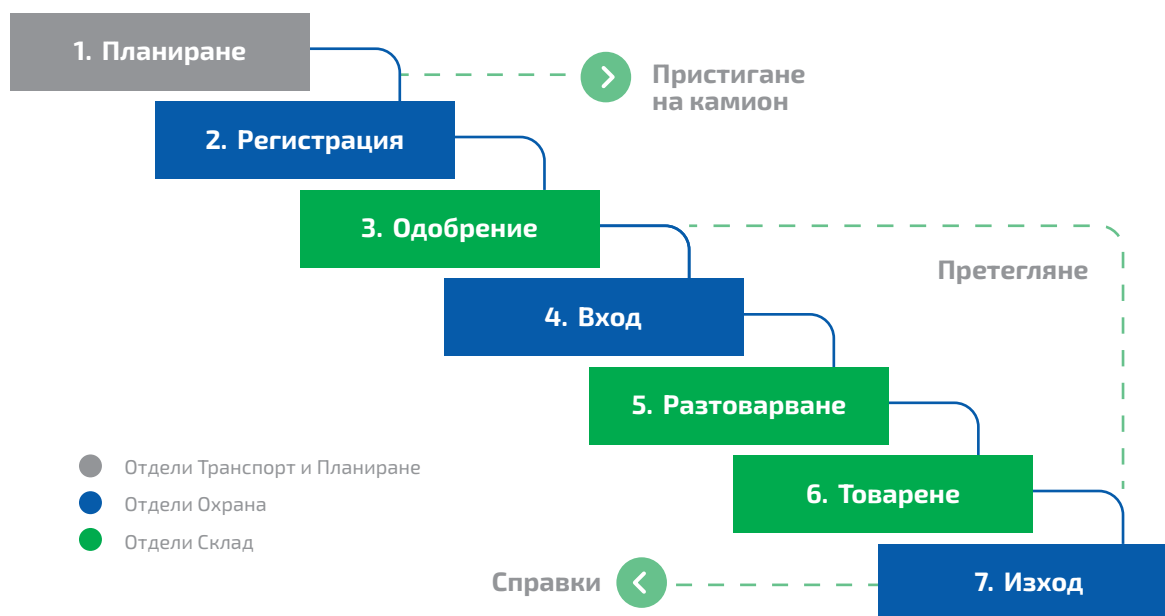 1. Планиране
Пристигане
на камион
2. Регистрация
3. Одобрение
Претегляне
4. Вход
5. Разтоварване
Отдели Транспорт и Планиране
6. Товарене
Отдели Охрана
Отдели Склад
Справки
7. Изход